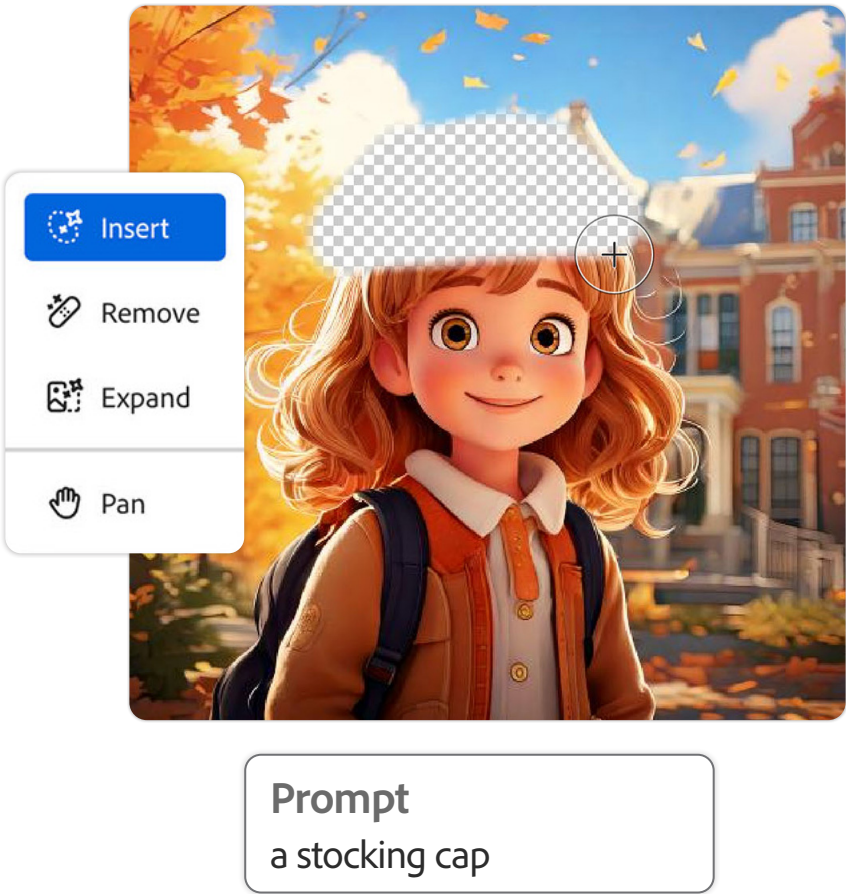 Insert
Remove
Expand
Pan
Prompt
a stocking cap